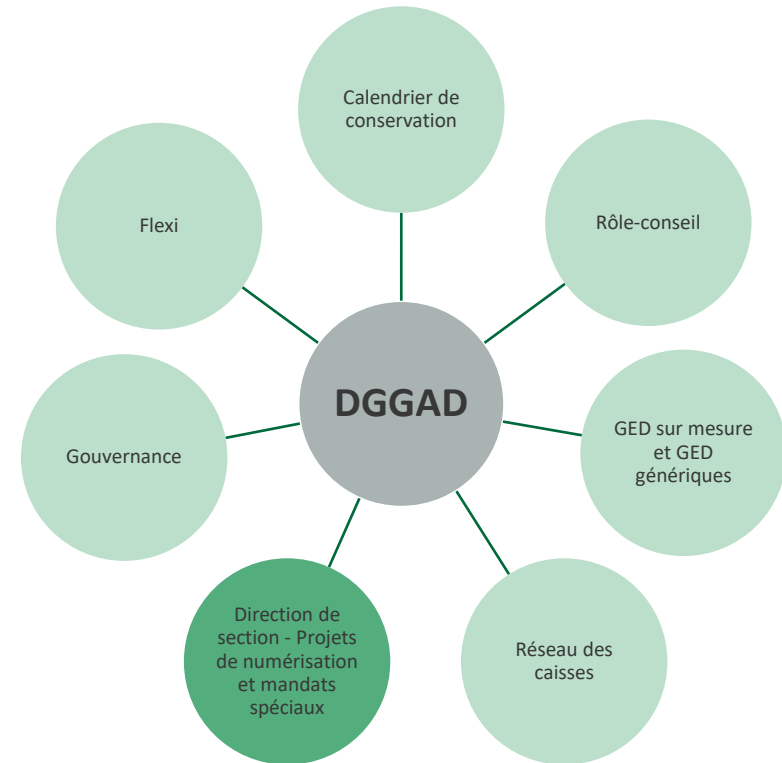 Calendrier de
conservation
Flexi
Rôle-conseil
DGGAD
Gouvernance
GED sur mesure
et GED
génériques
Direction de
section - Projets
de numérisation
et mandats
spéciaux
Réseau des
caisses